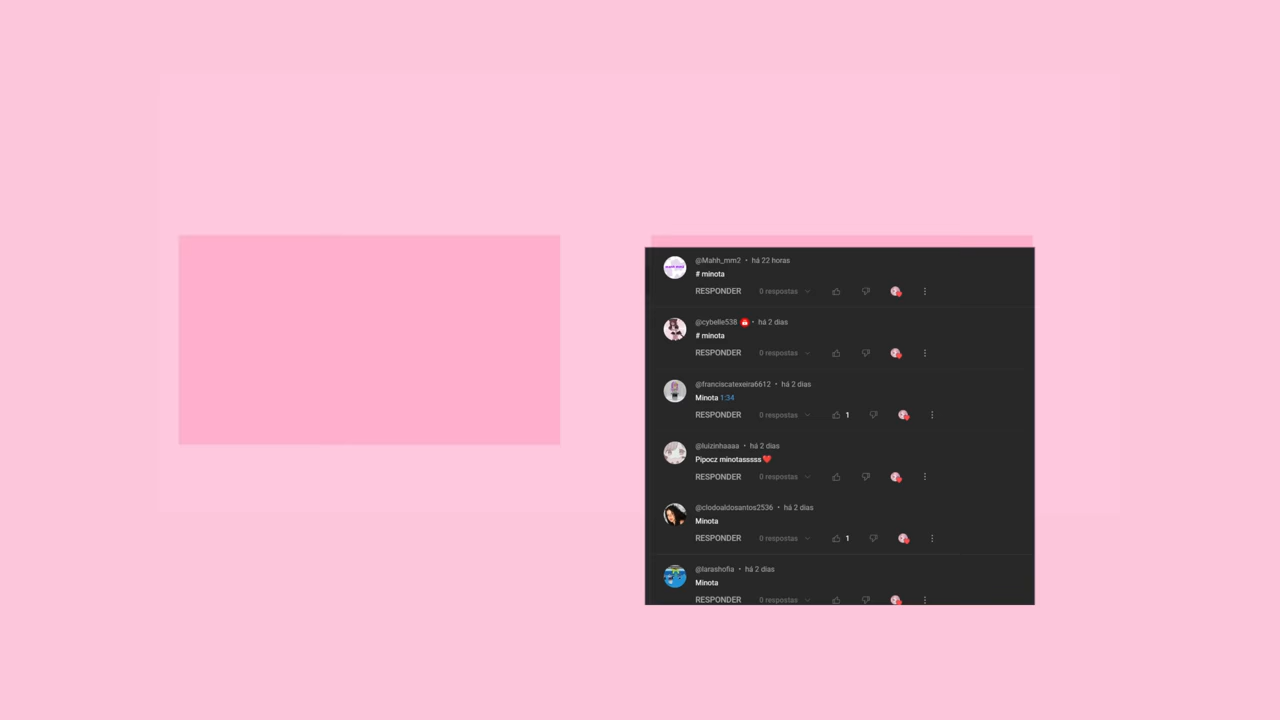 @Mahh_mm2 • há 22 horas
# minota
RESPONDER 0 respostas
@cybelle538 • há 2 dias
# minota
RESPONDER 0 respostas
@franciscatexeira6612 • há 2 dias
Minota 1:34
RESPONDER 0 respostas 1
@luizinhaaaa • há 2 dias
Pipocz minotasssss❤️
RESPONDER 0 respostas
@clodoaldosantos2536 • há 2 dias
Minota
RESPONDER 0 respostas 1
@larashofia • há 2 dias
Minota
RESPONDER 0 respostas